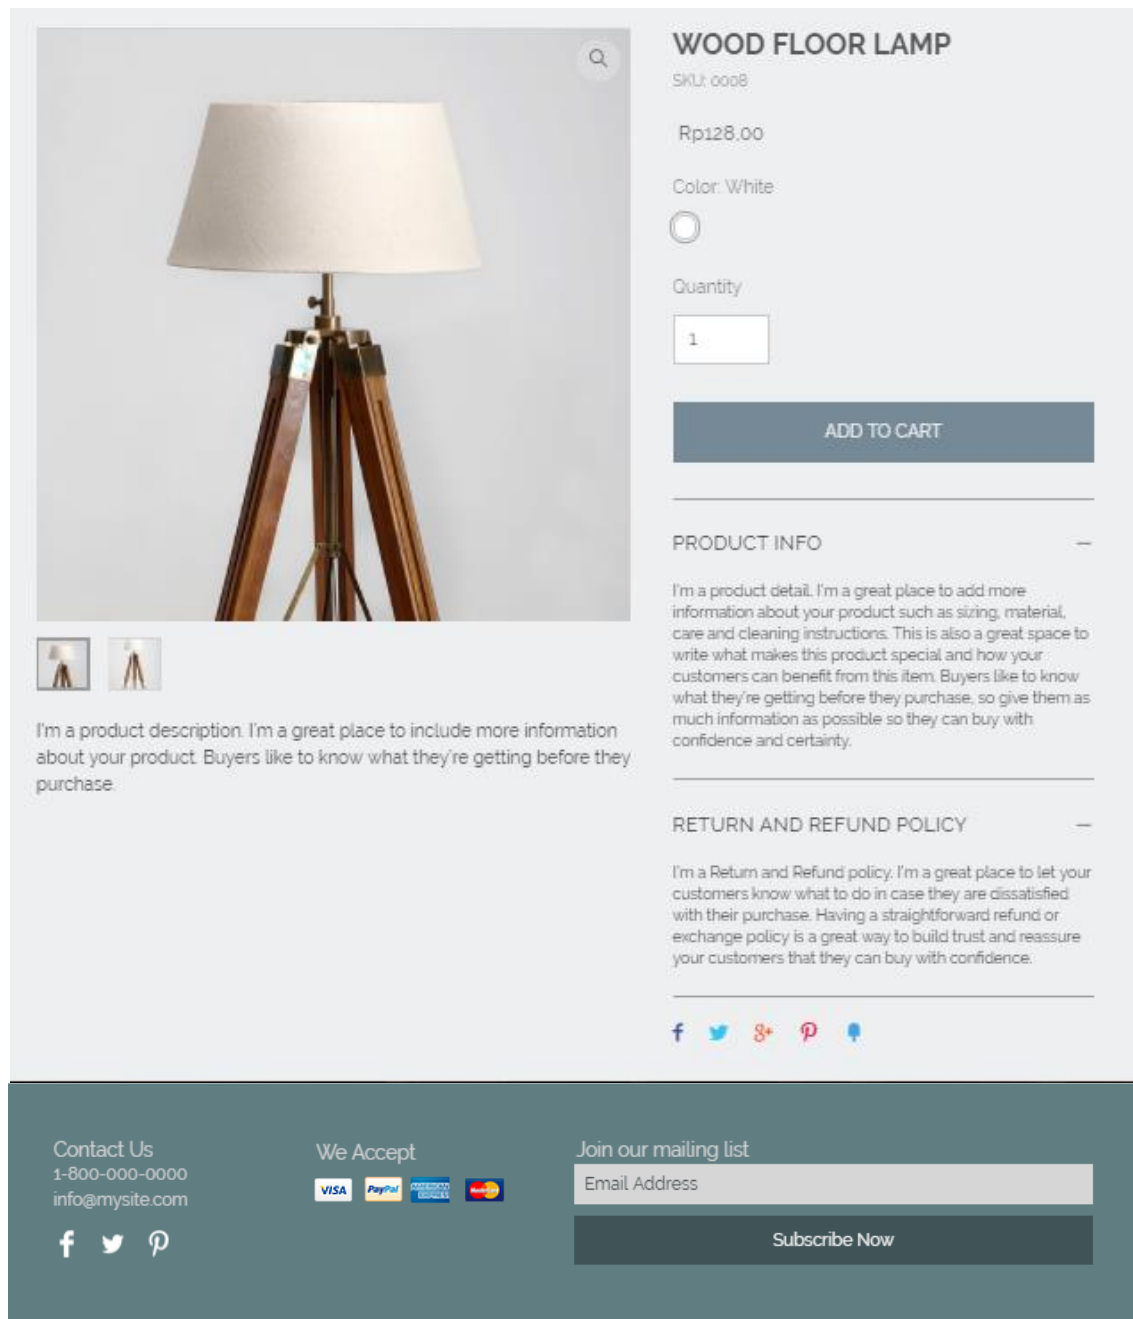 WOOD FLOOR LAMP
SKU: 0008
Rp128.00
Color: White
Quantity
1
ADD TO CART
PRODUCT INFO
I'm a product detail. I'm a great place to add more
information about your product such as sizing, material,
care and cleaning instructions. This is also a great space to
write what makes this product special and how your
customers can benefit from this item. Buyers like to know
what they're getting before they purchase, so give them as
much information as possible so they can buy with
confidence and certainty.
I'm a product description. I'm a great place to include more information
about your product. Buyers like to know what they're getting before they
purchase.
RETURN AND REFUND POLICY
I'm a Return and Refund policy. I'm a great place to let your
customers know what to do in case they are dissatisfied
with their purchase. Having a straightforward refund or
exchange policy is a great way to build trust and reassure
your customers that they can buy with confidence.
Contact Us
1-800-000-0000
info@mysite.com
We Accept
VISA PayPal AMERICAN EXPRESS MasterCard
Join our mailing list
Email Address
Subscribe Now